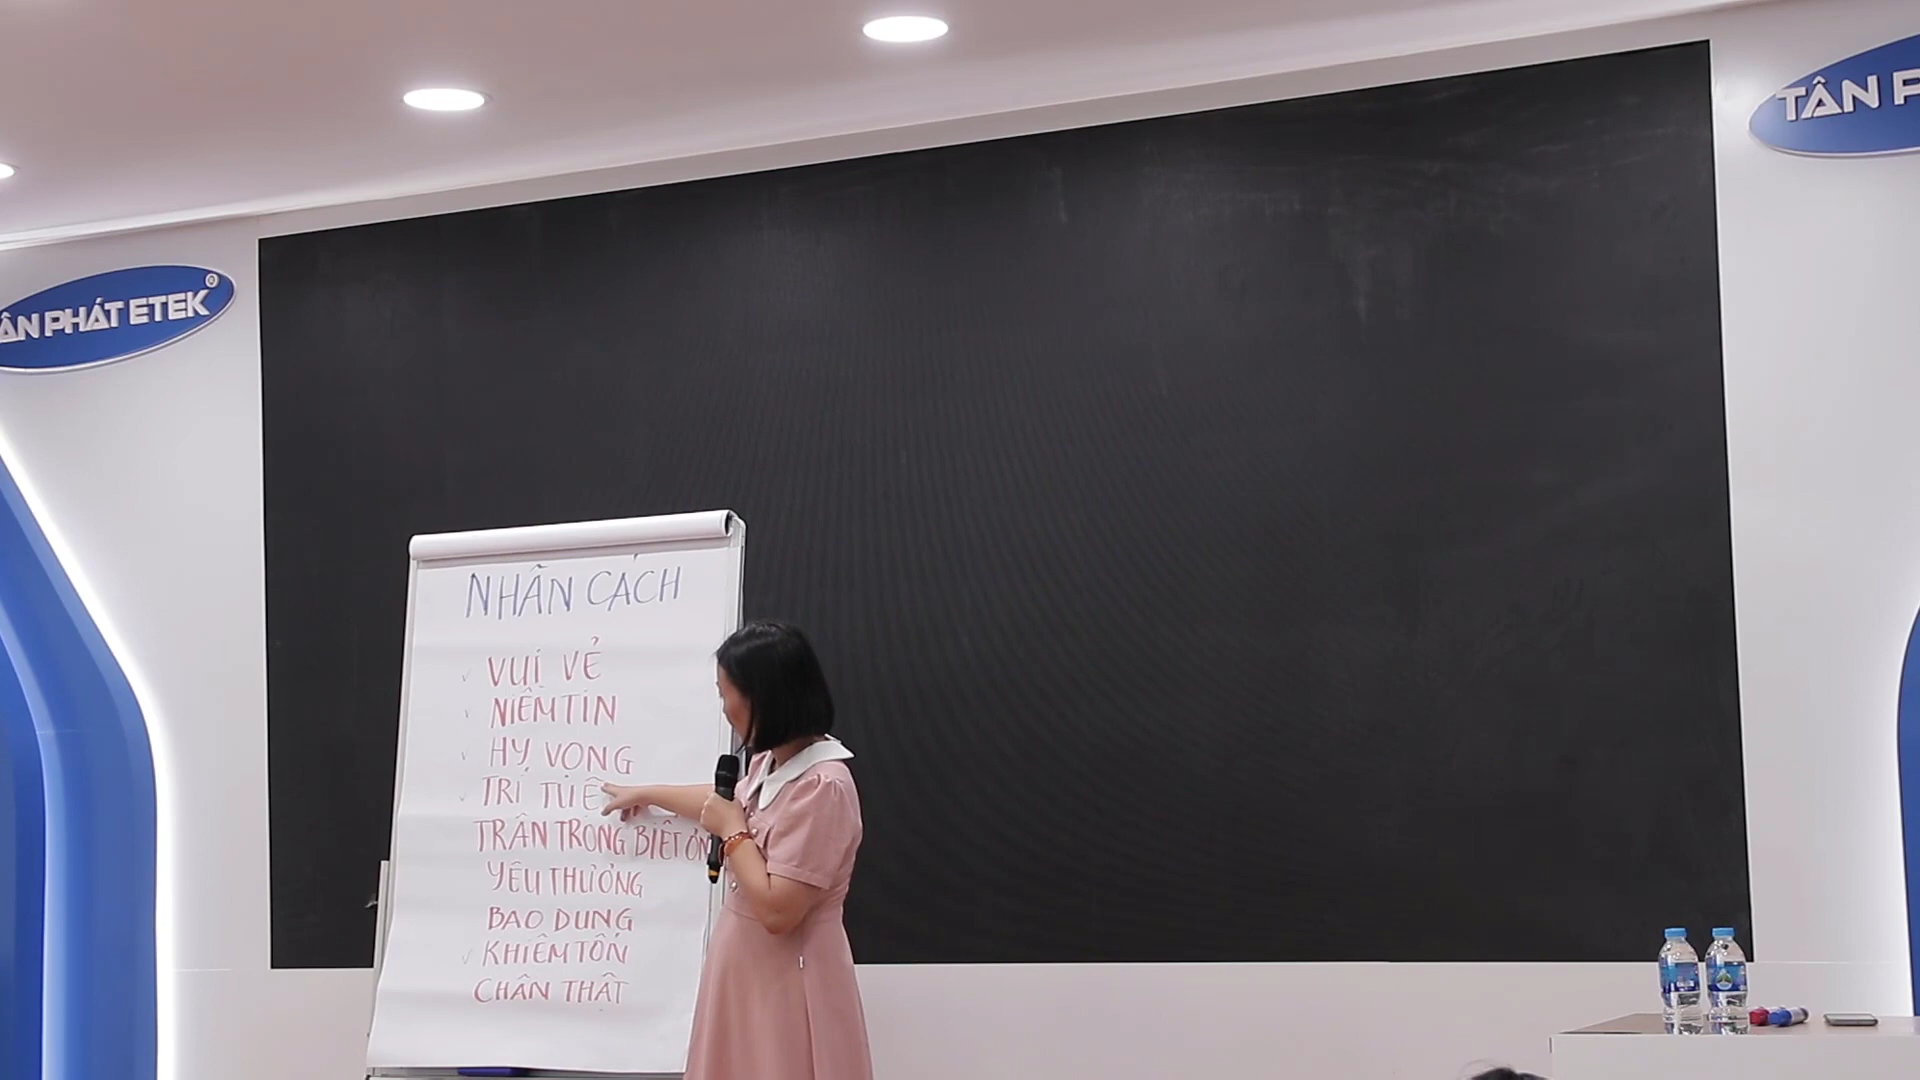 TÂN P
ÂN PHÁT ETEK®
NHÂN CÁCH
VUI VẺ
NIỀM TIN
HY VỌNG
TRÍ TUỆ
TRÂN TRỌNG BIẾT ƠN
YÊU THƯƠNG
BAO DUNG
KHIÊM TỐN
CHÂN THẬT